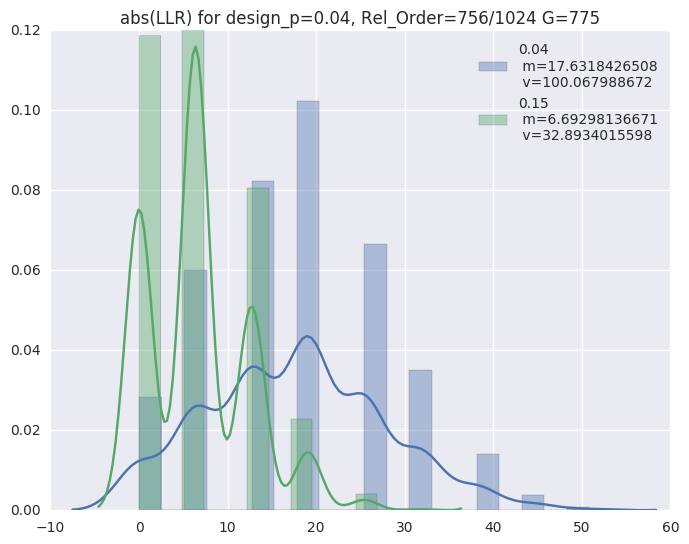 abs(LLR) for design_p=0.04, Rel_Order=756/1024 G=775
0.12
0.10
0.08
0.06
0.04
0.02
0.00
0.04
m=17.6318426508
v=100.067988672
0.15
m=6.69298136671
v=32.8934015598
-10 0 10 20 30 40 50 60